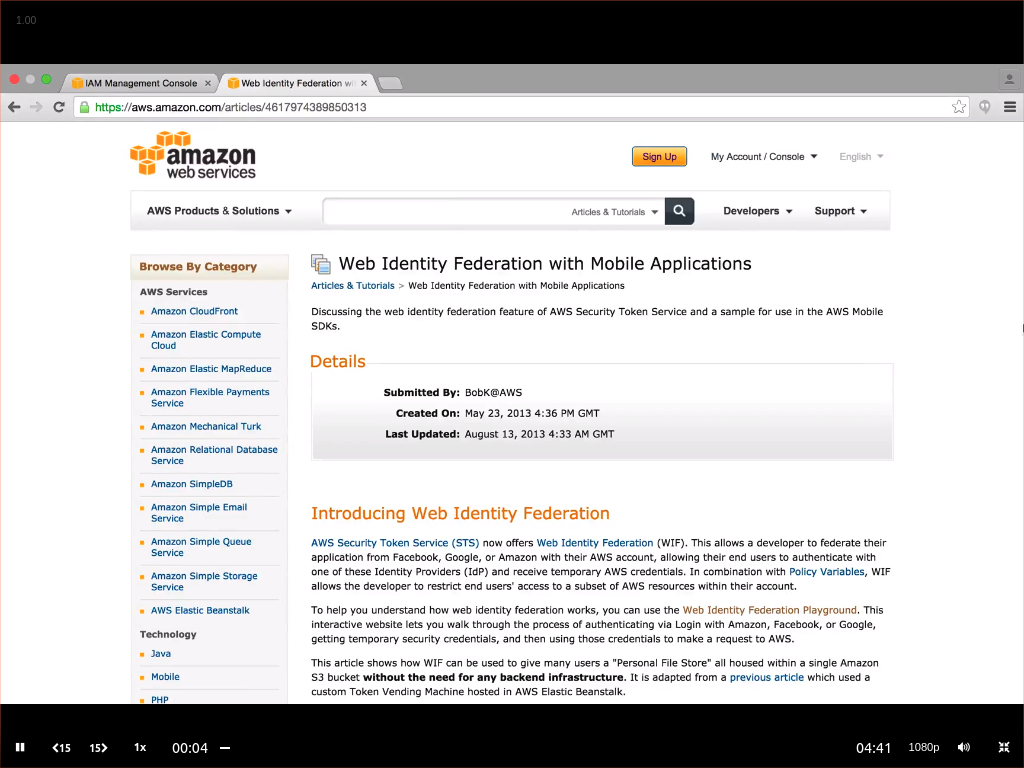 1.00
IAM Management Console
Web Identity Federation wi
https://aws.amazon.com/articles/4617974389850313
amazon
web services
Sign Up
My Account / Console
English
AWS Products & Solutions
Articles & Tutorials
Developers
Support
Browse By Category
AWS Services
Amazon CloudFront
Amazon Elastic Compute
Cloud
Amazon Elastic MapReduce
Amazon Flexible Payments
Service
Amazon Mechanical Turk
Amazon Relational Database
Service
Amazon SimpleDB
Amazon Simple Email
Service
Amazon Simple Queue
Service
Amazon Simple Storage
Service
AWS Elastic Beanstalk
Technology
Java
Mobile
PHP
Web Identity Federation with Mobile Applications
Articles & Tutorials > Web Identity Federation with Mobile Applications
Discussing the web identity federation feature of AWS Security Token Service and a sample for use in the AWS Mobile
SDKs.
Details
Submitted By: BobK@AWS
Created On: May 23, 2013 4:36 PM GMT
Last Updated: August 13, 2013 4:33 AM GMT
Introducing Web Identity Federation
AWS Security Token Service (STS) now offers Web Identity Federation (WIF). This allows a developer to federate their
application from Facebook, Google, or Amazon with their AWS account, allowing their end users to authenticate with
one of these Identity Providers (IdP) and receive temporary AWS credentials. In combination with Policy Variables, WIF
allows the developer to restrict end users' access to a subset of AWS resources within their account.
To help you understand how web identity federation works, you can use the Web Identity Federation Playground. This
interactive website lets you walk through the process of authenticating via Login with Amazon, Facebook, or Google,
getting temporary security credentials, and then using those credentials to make a request to AWS.
This article shows how WIF can be used to give many users a "Personal File Store" all housed within a single Amazon
S3 bucket without the need for any backend infrastructure. It is adapted from a previous article which used a
custom Token Vending Machine hosted in AWS Elastic Beanstalk.
15
15
1x
00:04
04:41
1080p